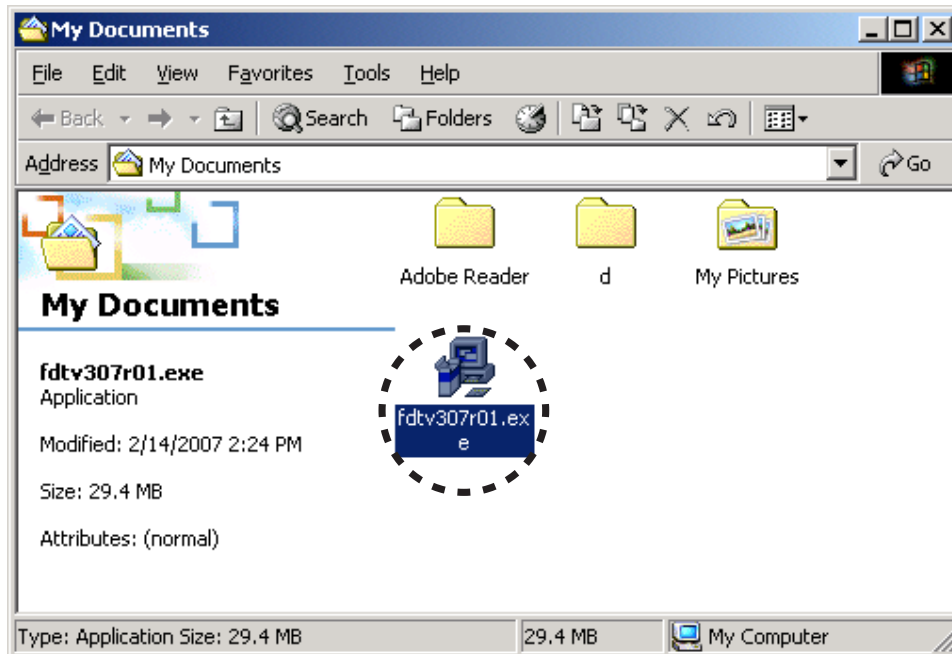 My Documents
File Edit View Favorites Tools Help
Back Search Folders
Address My Documents Go
Adobe Reader d My Pictures
My Documents
fdtv307r01.exe
Application
Modified: 2/14/2007 2:24 PM
Size: 29.4 MB
Attributes: (normal)
fdtv307r01.ex
e
Type: Application Size: 29.4 MB 29.4 MB My Computer